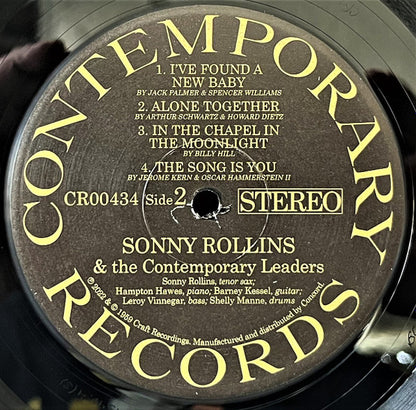 CONTEMPORARY
1. I'VE FOUND A
NEW BABY
BY JACK PALMER & SPENCER WILLIAMS
2. ALONE TOGETHER
BY ARTHUR SCHWARTZ & HOWARD DIETZ
3. IN THE CHAPEL IN
THE MOONLIGHT
BY BILLY HILL
4. THE SONG IS YOU
BY JEROME KERN & OSCAR HAMMERSTEIN II
CR00434 Side 2 STEREO
SONNY ROLLINS
& the Contemporary Leaders
Sonny Rollins, tenor sax;
Hampton Hawes, piano; Barney Kessel, guitar;
Leroy Vinnegar, bass; Shelly Manne, drums
℗ 2022 & © 1959 Craft Recordings. Manufactured and distributed by Concord.
RECORDS